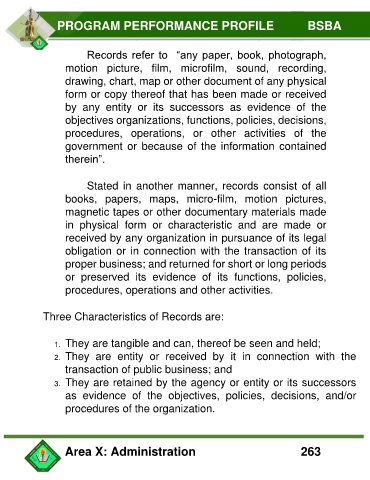 PROGRAM PERFORMANCE PROFILE BSBA
Records refer to "any paper, book, photograph,
motion picture, film, microfilm, sound, recording,
drawing, chart, map or other document of any physical
form or copy thereof that has been made or received
by any entity or its successors as evidence of the
objectives organizations, functions, policies, decisions,
procedures, operations, or other activities of the
government or because of the information contained
therein".
Stated in another manner, records consist of all
books, papers, maps, micro-film, motion pictures,
magnetic tapes or other documentary materials made
in physical form or characteristic and are made or
received by any organization in pursuance of its legal
obligation or in connection with the transaction of its
proper business; and returned for short or long periods
or preserved its evidence of its functions, policies,
procedures, operations and other activities.
Three Characteristics of Records are:
1. They are tangible and can, thereof be seen and held;
2. They are entity or received by it in connection with the
transaction of public business; and
3. They are retained by the agency or entity or its successors
as evidence of the objectives, policies, decisions, and/or
procedures of the organization.
Area X: Administration 263